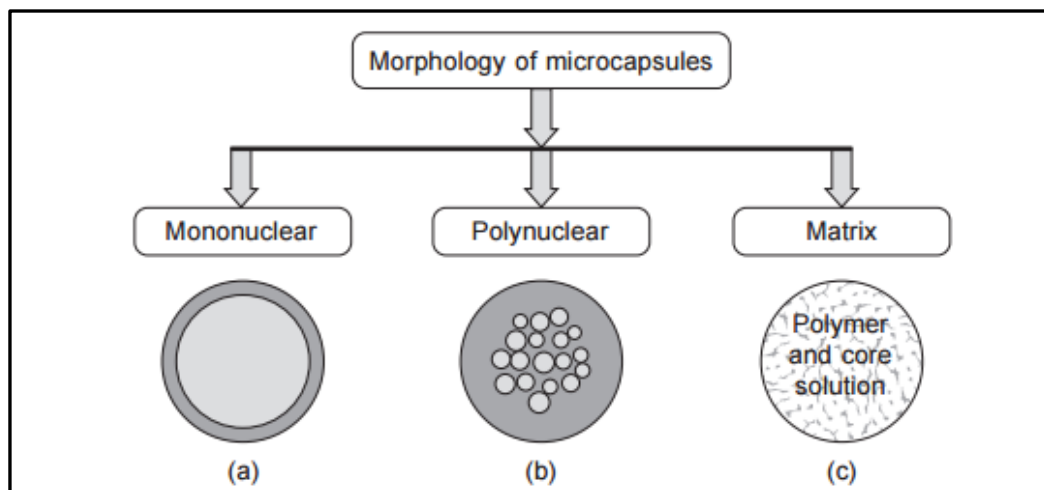 Morphology of microcapsules
Mononuclear
Polynuclear
Matrix
Polymer
and core
solution
(a)
(b)
(c)